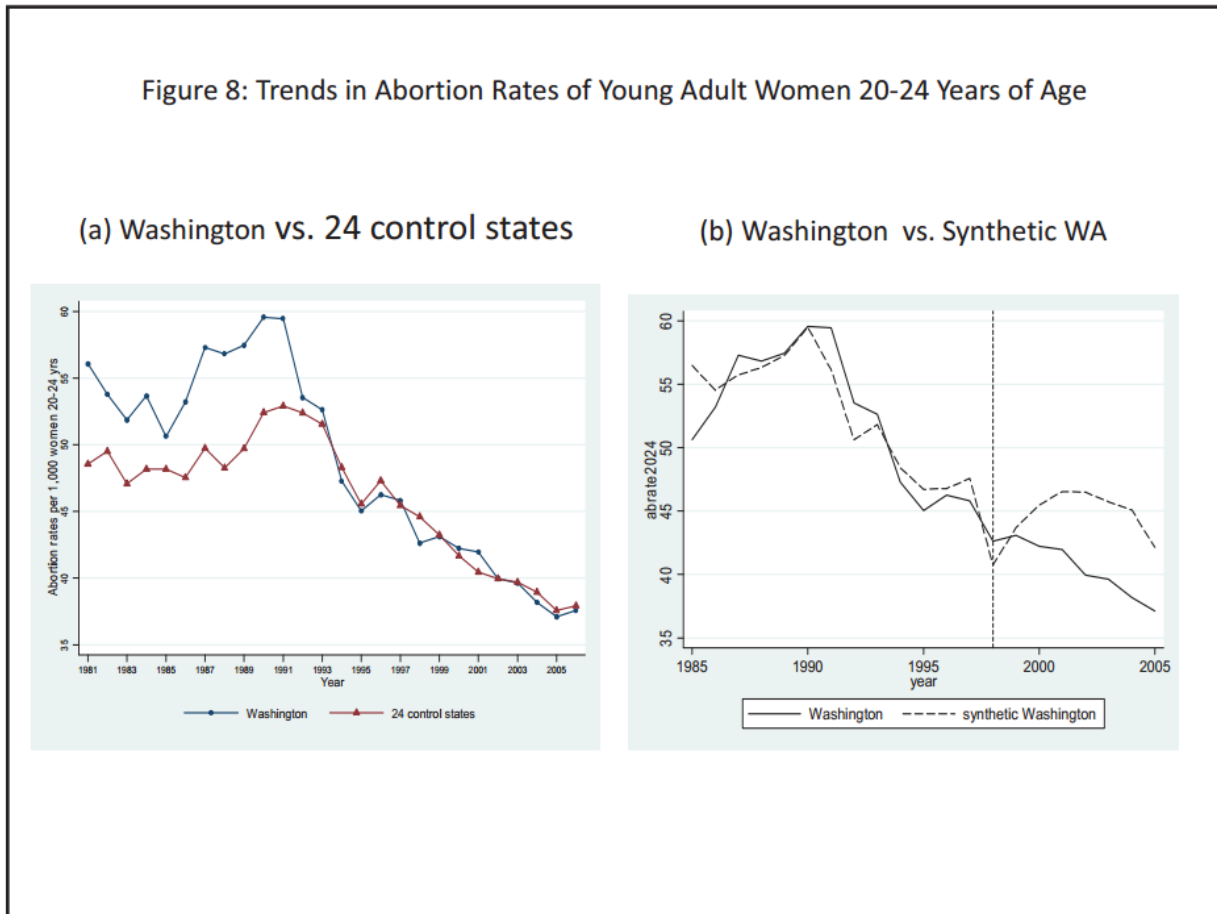 Figure 8: Trends in Abortion Rates of Young Adult Women 20-24 Years of Age
(a) Washington vs. 24 control states
Abortion rates per 1,000 women 20-24 yrs
60
55
50
45
40
35
1981
1983
1985
1987
1989
1991
1993
1995
1997
1999
2001
2003
2005
Year
Washington
24 control states
(b) Washington vs. Synthetic WA
abrate2024
60
55
50
45
40
35
1985
1990
1995
2000
2005
year
Washington
synthetic Washington